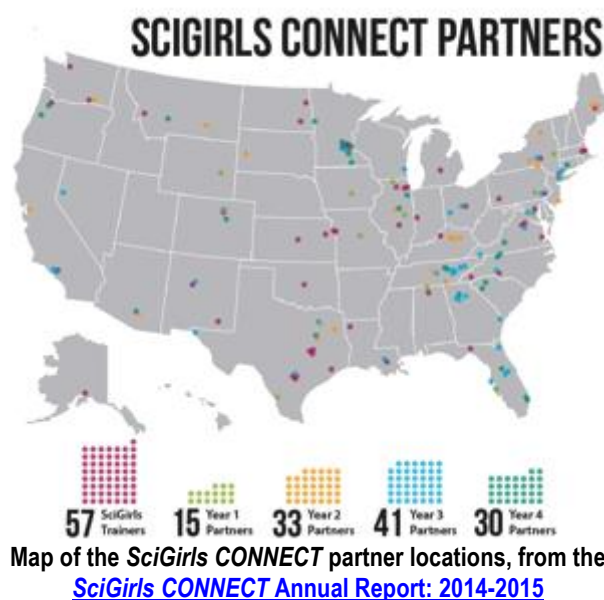 SCIGIRLS CONNECT PARTNERS
57 SciGirls Trainers
15 Year 1 Partners
33 Year 2 Partners
41 Year 3 Partners
30 Year 4 Partners
Map of the SciGirls CONNECT partner locations, from the
SciGirls CONNECT Annual Report: 2014-2015